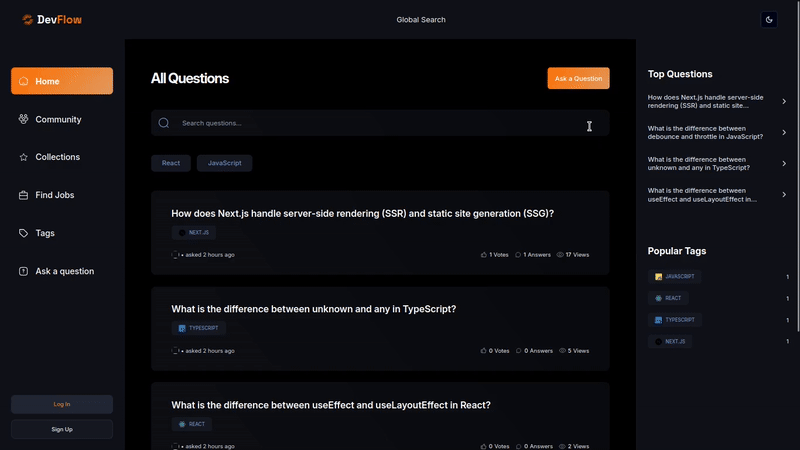 DevFlow
Global Search
Home
Community
Collections
Find Jobs
Tags
Ask a question
Log In
Sign Up
All Questions
Ask a Question
Search questions...
React
JavaScript
How does Next.js handle server-side rendering (SSR) and static site generation (SSG)?
NEXT.JS
• asked 2 hours ago
1 Votes
1 Answers
17 Views
What is the difference between unknown and any in TypeScript?
TYPESCRIPT
• asked 2 hours ago
0 Votes
0 Answers
5 Views
What is the difference between useEffect and useLayoutEffect in React?
REACT
• asked 2 hours ago
0 Votes
0 Answers
2 Views
Top Questions
How does Next.js handle server-side
rendering (SSR) and static site...
What is the difference between
debounce and throttle in JavaScript?
What is the difference between
unknown and any in TypeScript?
What is the difference between
useEffect and useLayoutEffect in...
Popular Tags
JAVASCRIPT 1
REACT 1
TYPESCRIPT 1
NEXT.JS 1